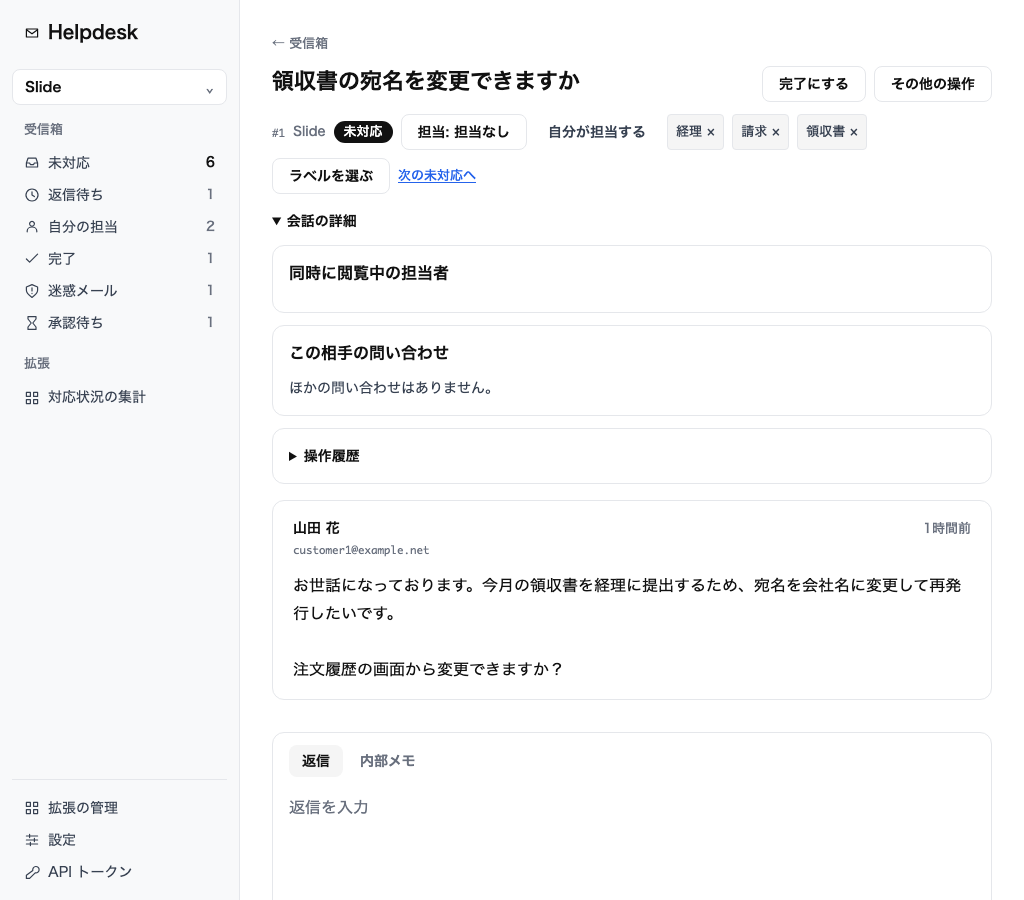 Helpdesk
Slide
受信箱
未対応 6
返信待ち 1
自分の担当 2
完了 1
迷惑メール 1
承認待ち 1
拡張
対応状況の集計
拡張の管理
設定
API トークン
← 受信箱
領収書の宛名を変更できますか
完了にする
その他の操作
#1 Slide 未対応 担当: 担当なし 自分が担当する 経理 × 請求 × 領収書 ×
ラベルを選ぶ 次の未対応へ
▼ 会話の詳細
同時に閲覧中の担当者
この相手の問い合わせ
ほかの問い合わせはありません。
▶ 操作履歴
山田 花 1時間前
customer1@example.net
お世話になっております。今月の領収書を経理に提出するため、宛名を会社名に変更して再発
行したいです。
注文履歴の画面から変更できますか？
返信 内部メモ
返信を入力